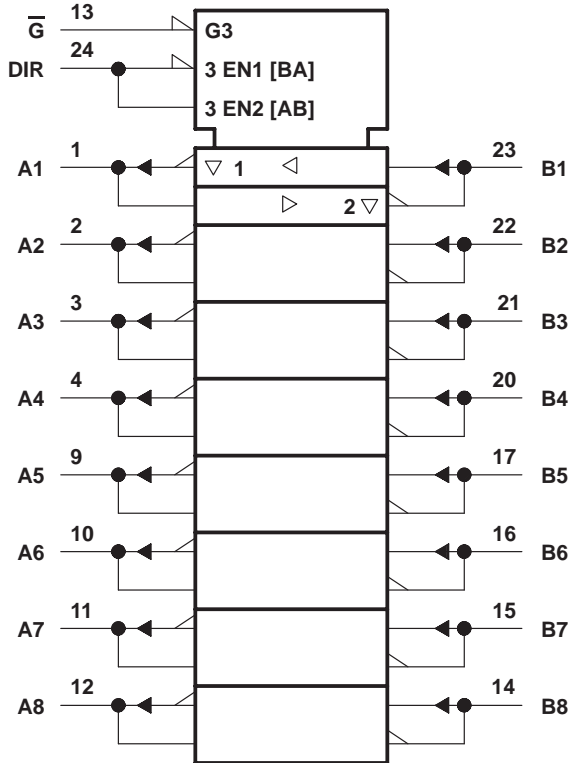 G̅ 13 G3
DIR 24 3 EN1 [BA]
3 EN2 [AB]
A1 1 ▽ 1 ◁ 23 B1
▷ 2 ▽
A2 2 22 B2
A3 3 21 B3
A4 4 20 B4
A5 9 17 B5
A6 10 16 B6
A7 11 15 B7
A8 12 14 B8